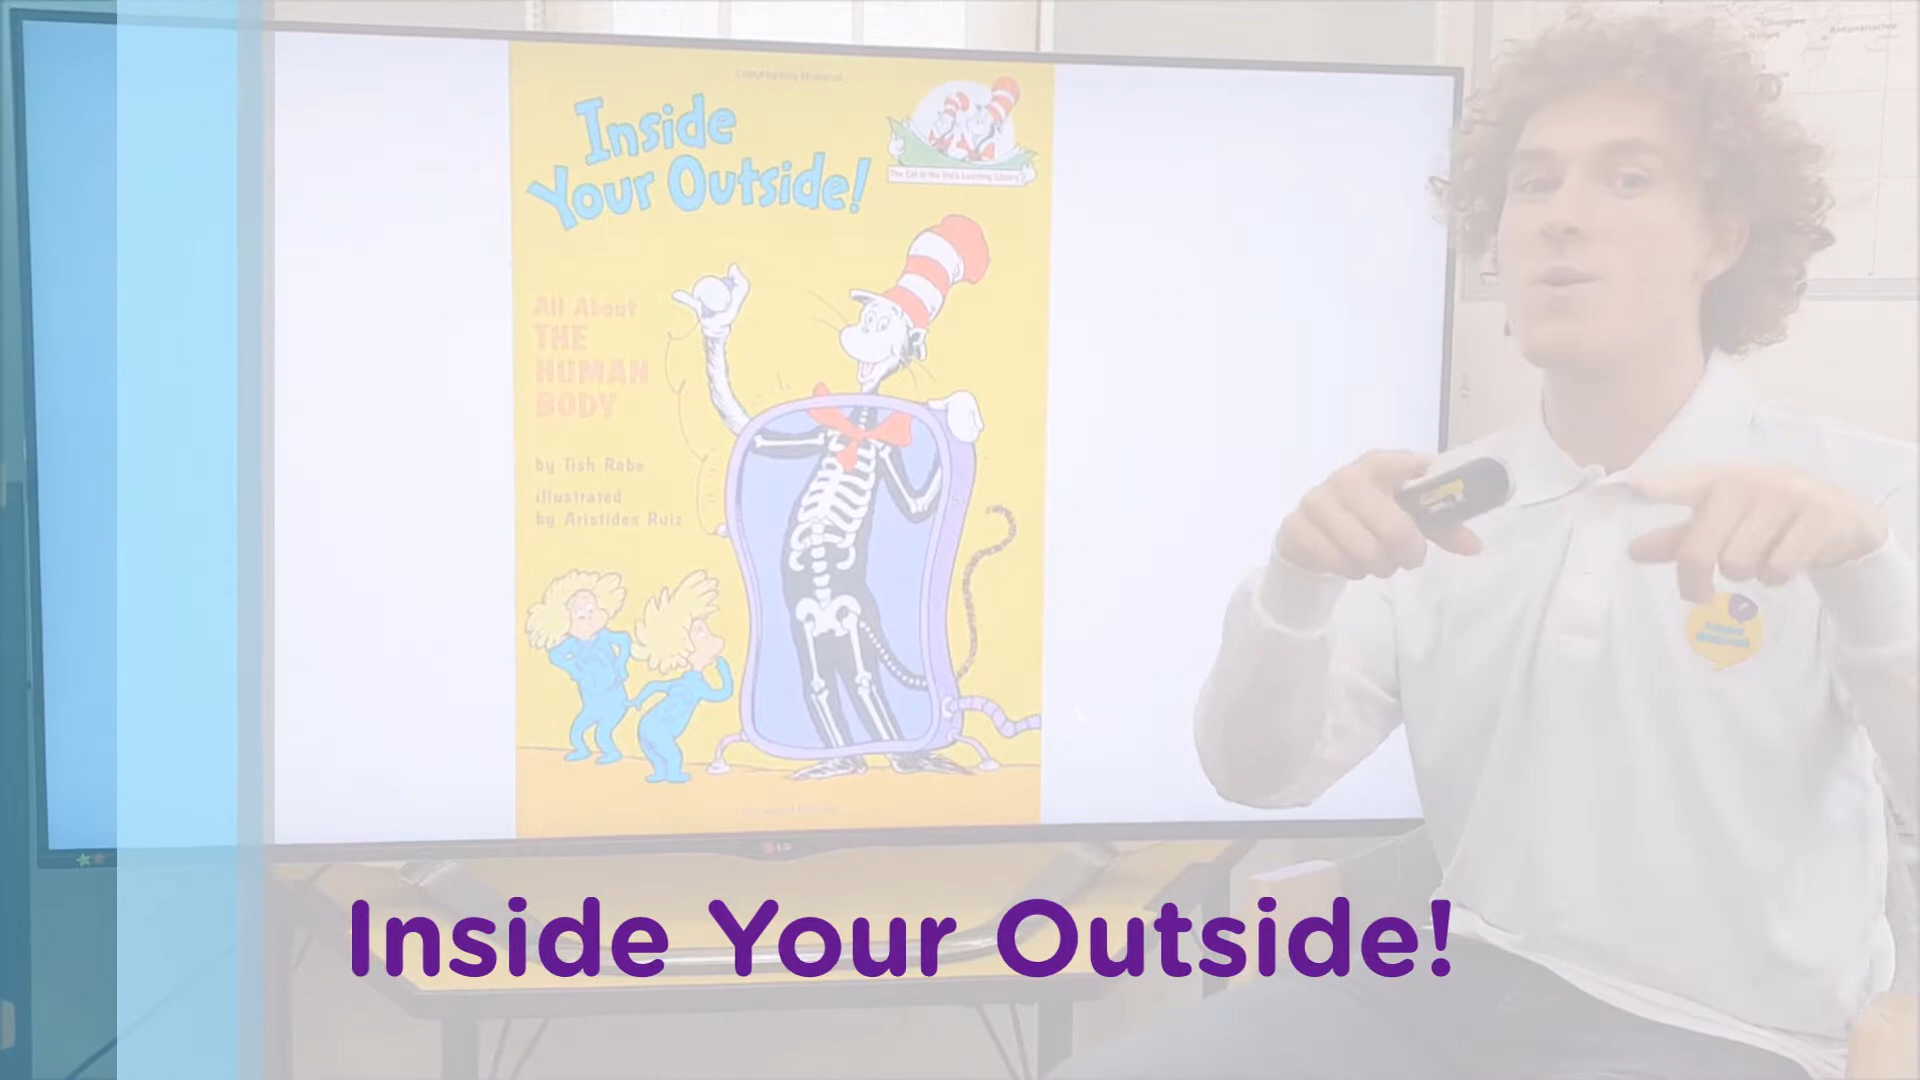 Inside
Your Outside!
The Cat in the Hat's Learning Library
All About
THE
HUMAN
BODY
by Tish Rabe
illustrated
by Aristides Ruiz
LG
Inside Your Outside!